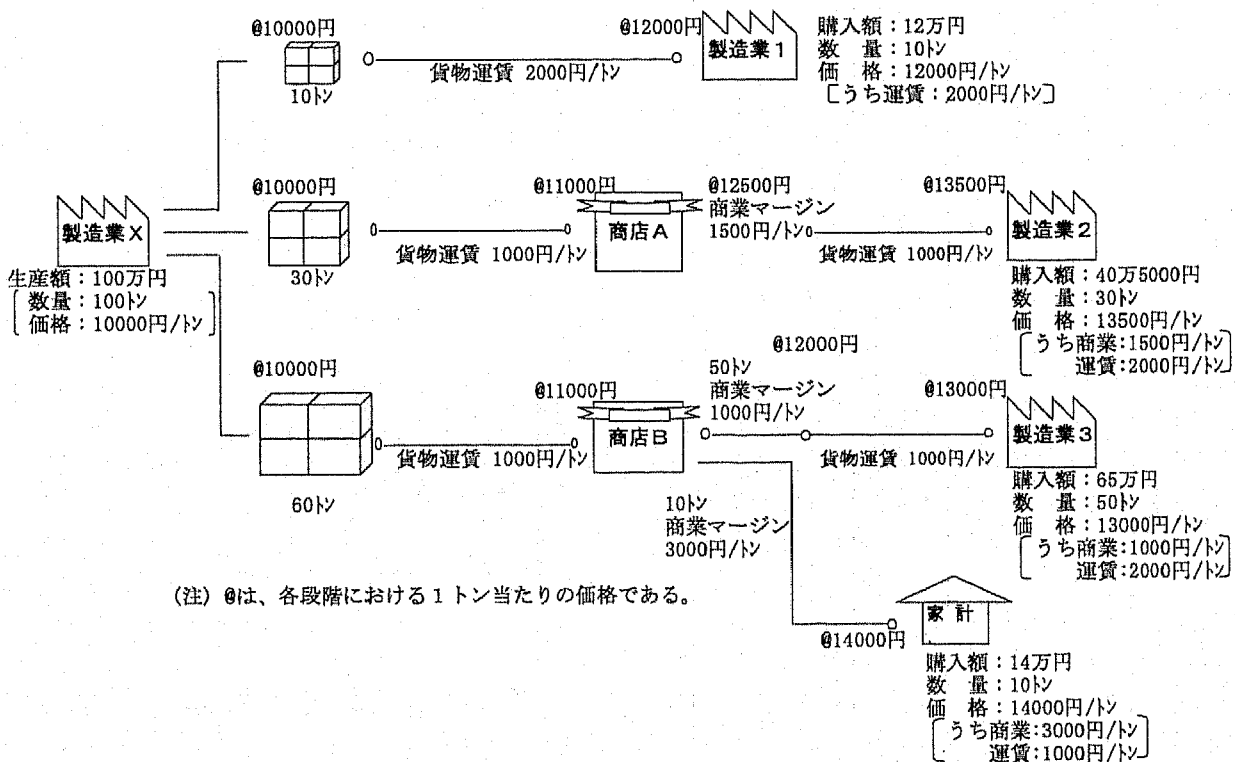 @10000円
10トン
貨物運賃 2000円/トン
@12000円
製造業1
購入額：12万円
数　量：10トン
価　格：12000円/トン
［うち運賃：2000円/トン］
製造業X
生産額：100万円
数量：100トン
価格：10000円/トン
@10000円
30トン
貨物運賃 1000円/トン
@11000円
商店A
@12500円
商業マージン
1500円/トン
貨物運賃 1000円/トン
@13500円
製造業2
購入額：40万5000円
数　量：30トン
価　格：13500円/トン
うち商業:1500円/トン
運賃:2000円/トン
@10000円
60トン
貨物運賃 1000円/トン
@11000円
商店B
@12000円
50トン
商業マージン
1000円/トン
貨物運賃 1000円/トン
@13000円
製造業3
購入額：65万円
数　量：50トン
価　格：13000円/トン
うち商業:1000円/トン
運賃:2000円/トン
10トン
商業マージン
3000円/トン
@14000円
家計
購入額：14万円
数　量：10トン
価　格：14000円/トン
うち商業:3000円/トン
運賃:1000円/トン
(注) @は、各段階における1トン当たりの価格である。